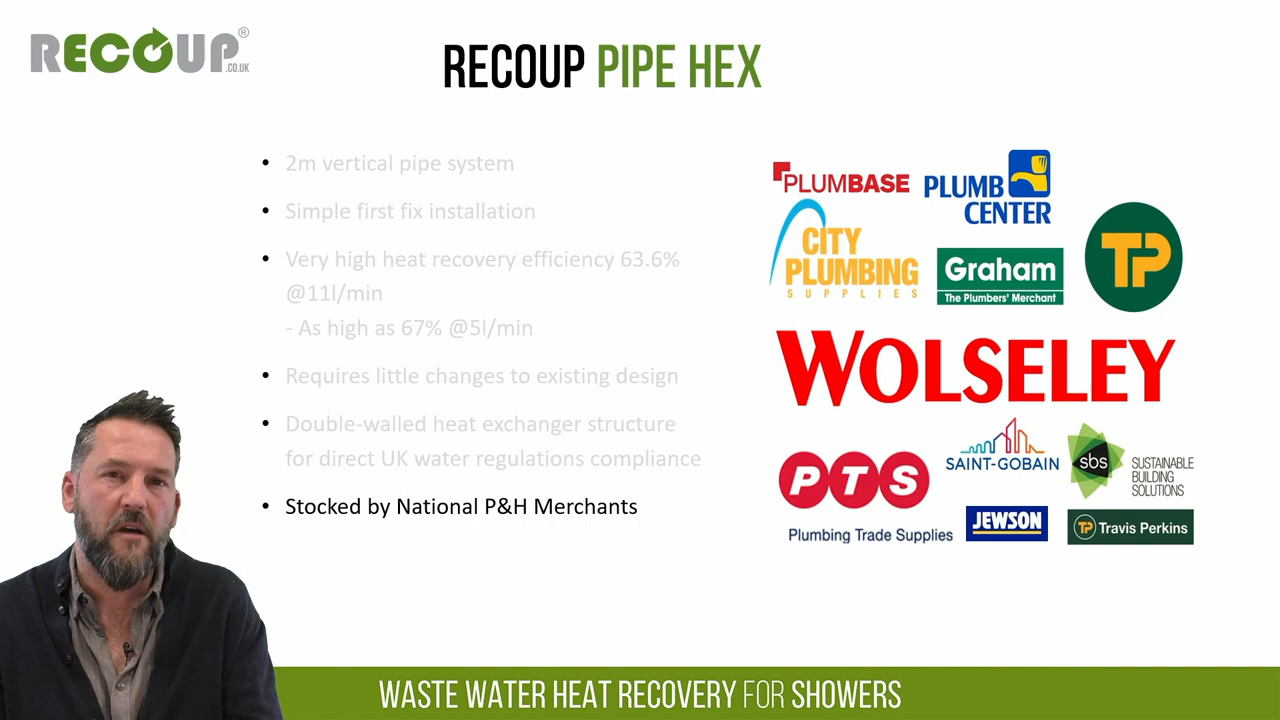 RECOUP®
.CO.UK
RECOUP PIPE HEX
• 2m vertical pipe system
• Simple first fix installation
• Very high heat recovery efficiency 63.6%
@11l/min
- As high as 67% @5l/min
• Requires little changes to existing design
• Double-walled heat exchanger structure
for direct UK water regulations compliance
• Stocked by National P&H Merchants
PLUMBASE
PLUMB
CENTER
CITY
PLUMBING
SUPPLIES
Graham
The Plumbers' Merchant
TP
WOLSELEY
PTS
Plumbing Trade Supplies
SAINT-GOBAIN
sbs
SUSTAINABLE
BUILDING
SOLUTIONS
JEWSON
TP Travis Perkins
WASTE WATER HEAT RECOVERY FOR SHOWERS